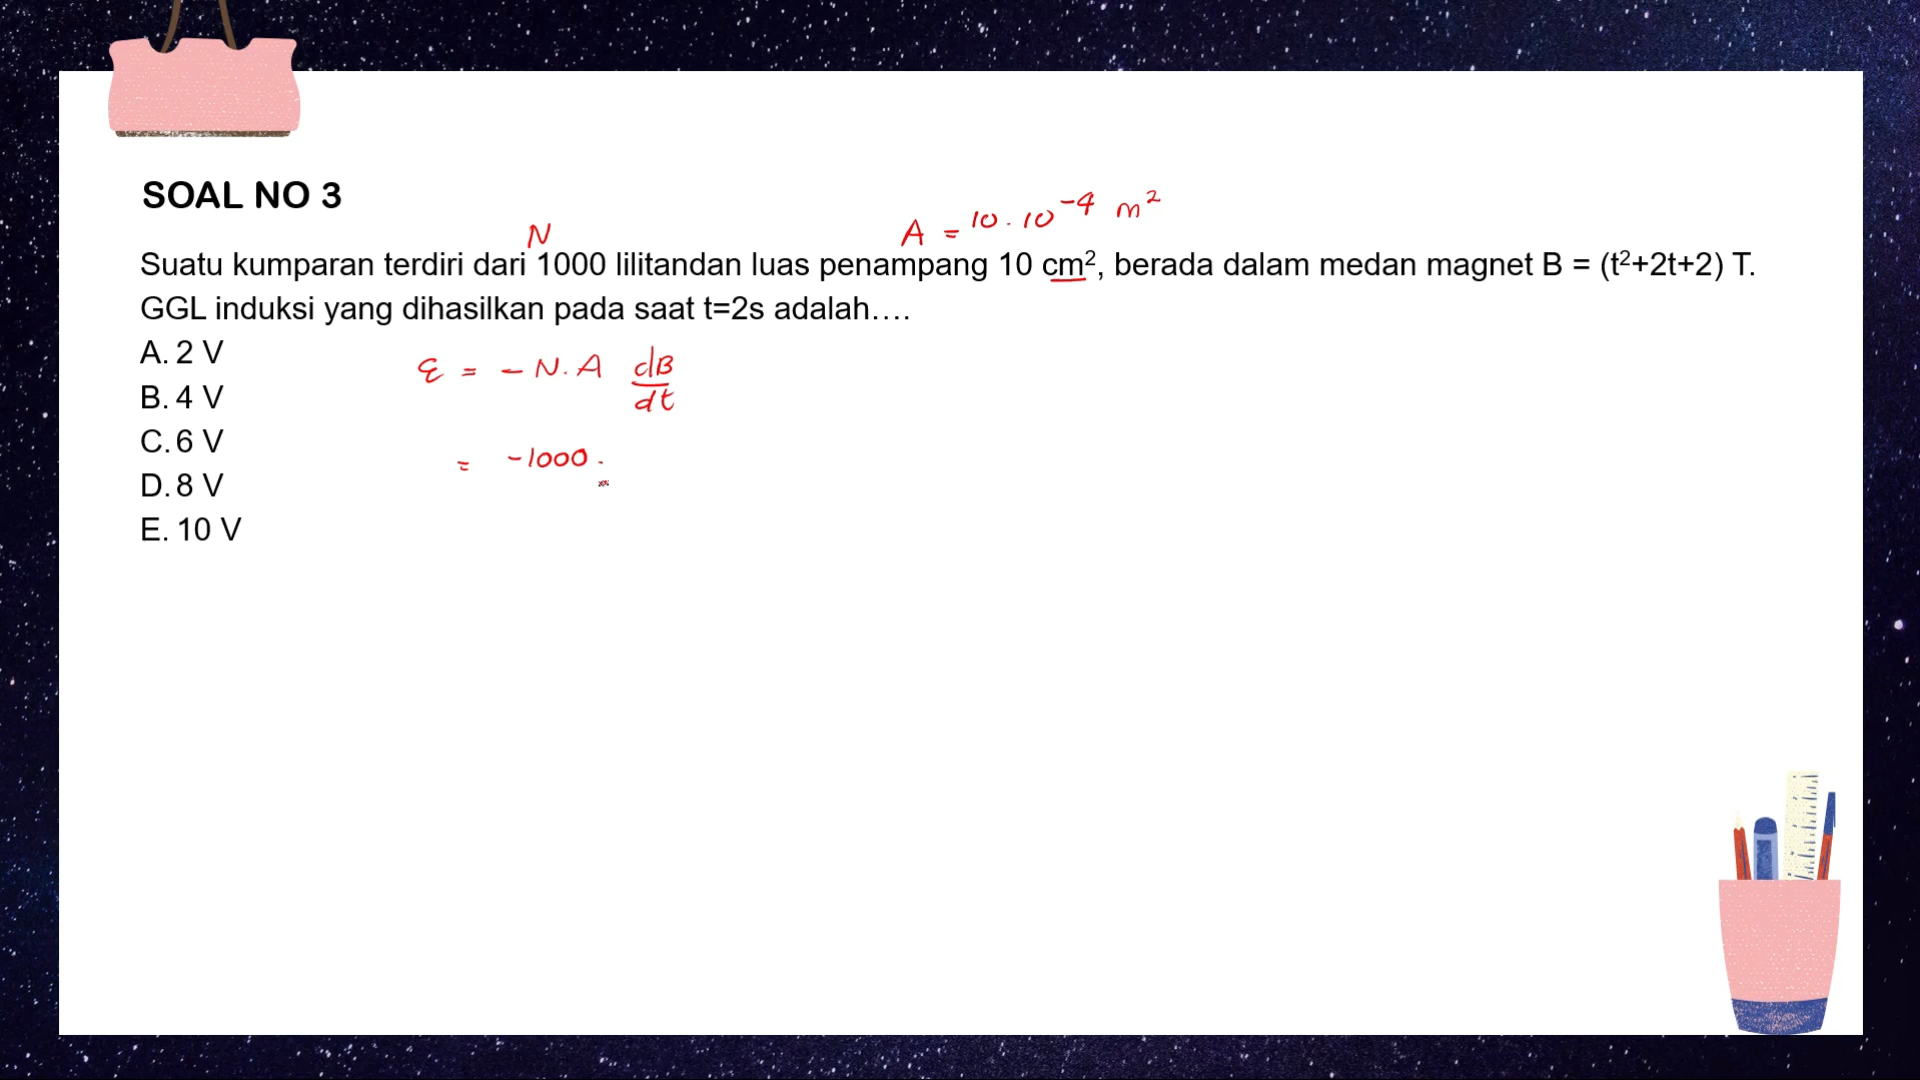 SOAL NO 3
N
A = 10 . 10⁻⁴ m²
Suatu kumparan terdiri dari 1000 lilitandan luas penampang 10 cm², berada dalam medan magnet B = (t²+2t+2) T.
GGL induksi yang dihasilkan pada saat t=2s adalah….
A. 2 V
B. 4 V
C. 6 V
D. 8 V
E. 10 V
ε = - N . A dB/dt
= -1000 .